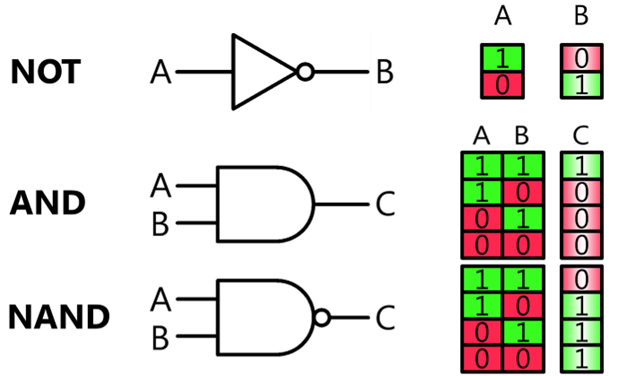 A B
NOT A B 1 0
0 1
A B C
AND A B C 1 1 1
1 0 0
0 1 0
0 0 0
NAND A B C 1 1 0
1 0 1
0 1 1
0 0 1